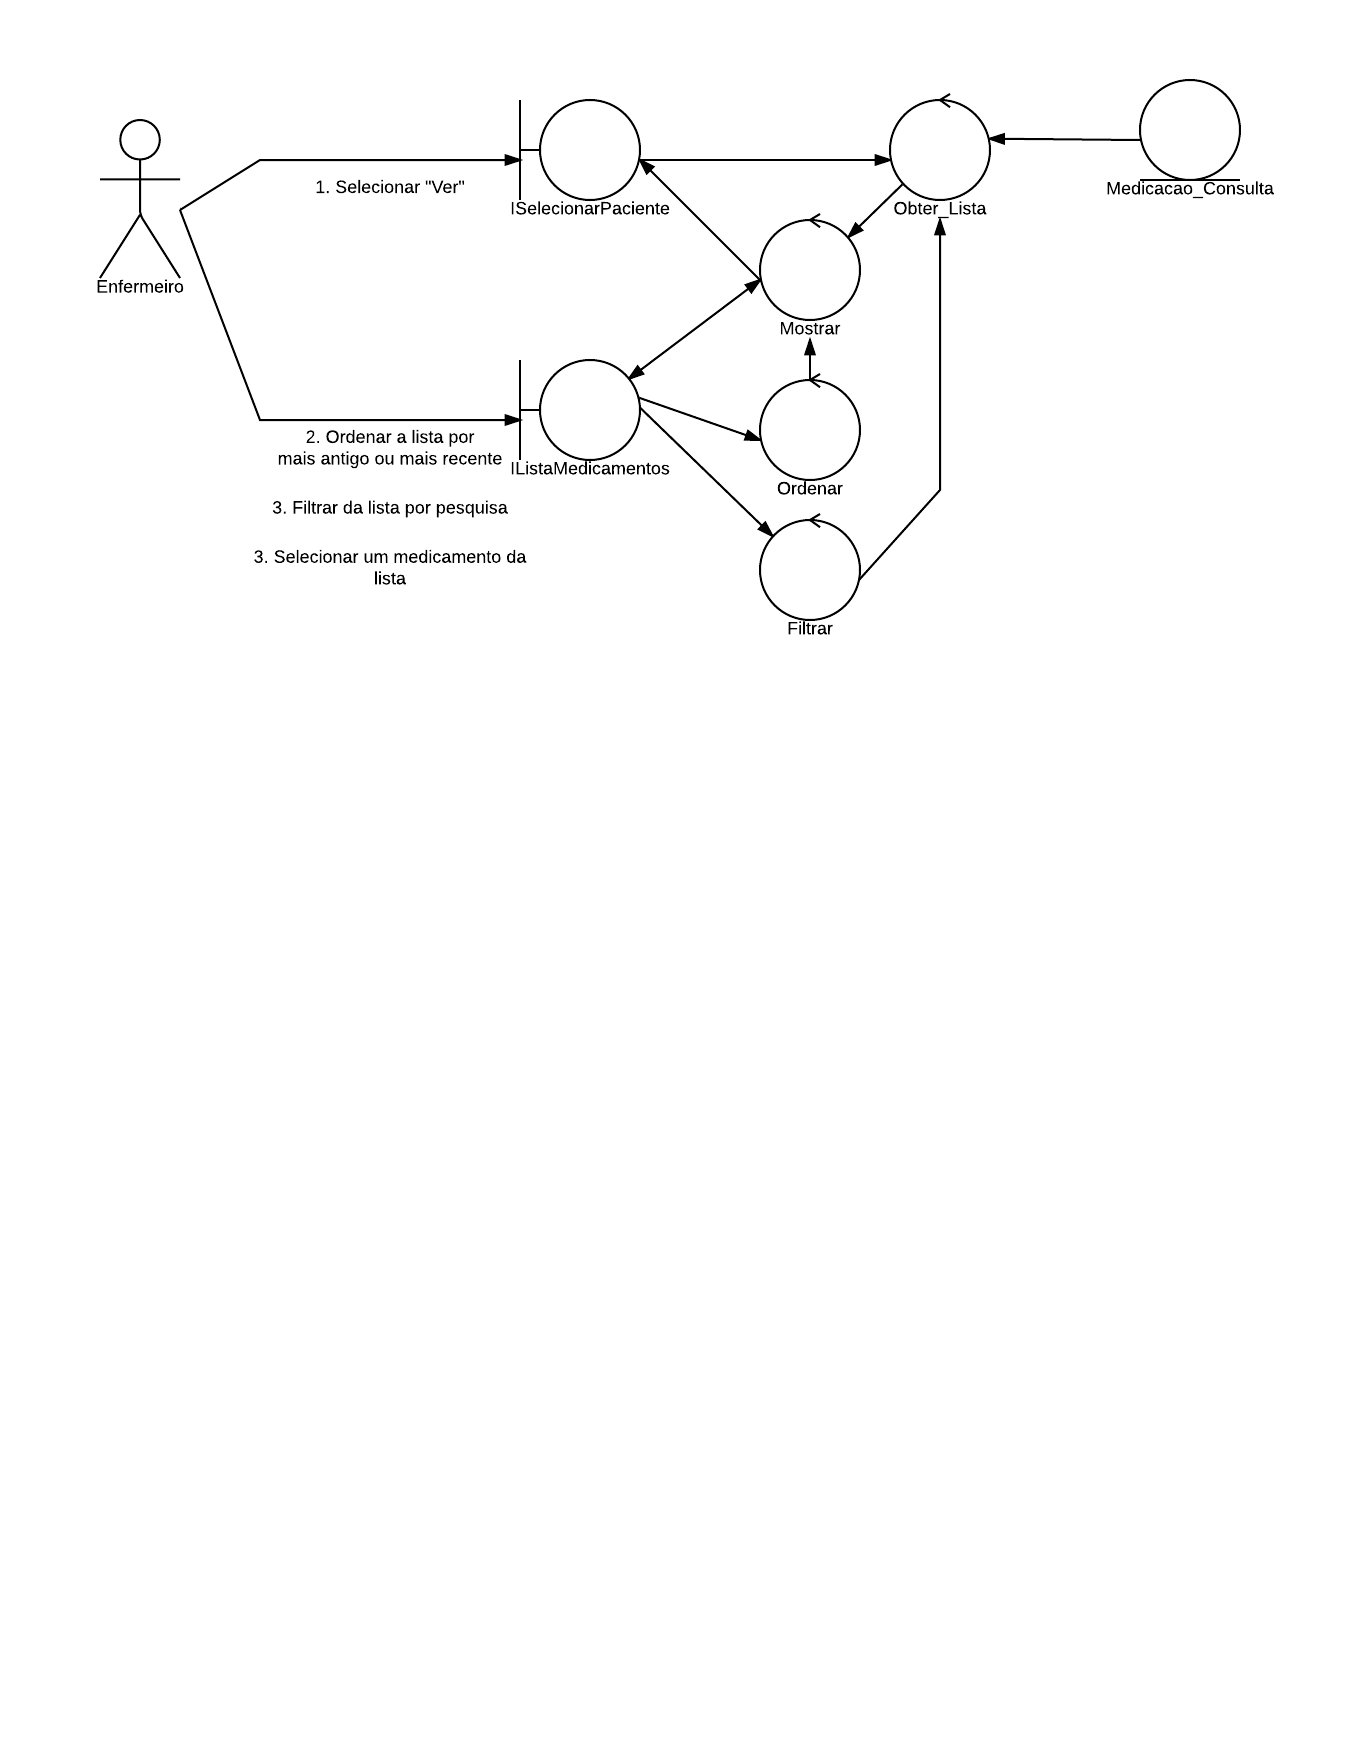 Enfermeiro
1. Selecionar "Ver"
ISelecionarPaciente
Obter_Lista
Medicacao_Consulta
Mostrar
2. Ordenar a lista por
mais antigo ou mais recente
IListaMedicamentos
Ordenar
3. Filtrar da lista por pesquisa
3. Selecionar um medicamento da
lista
Filtrar